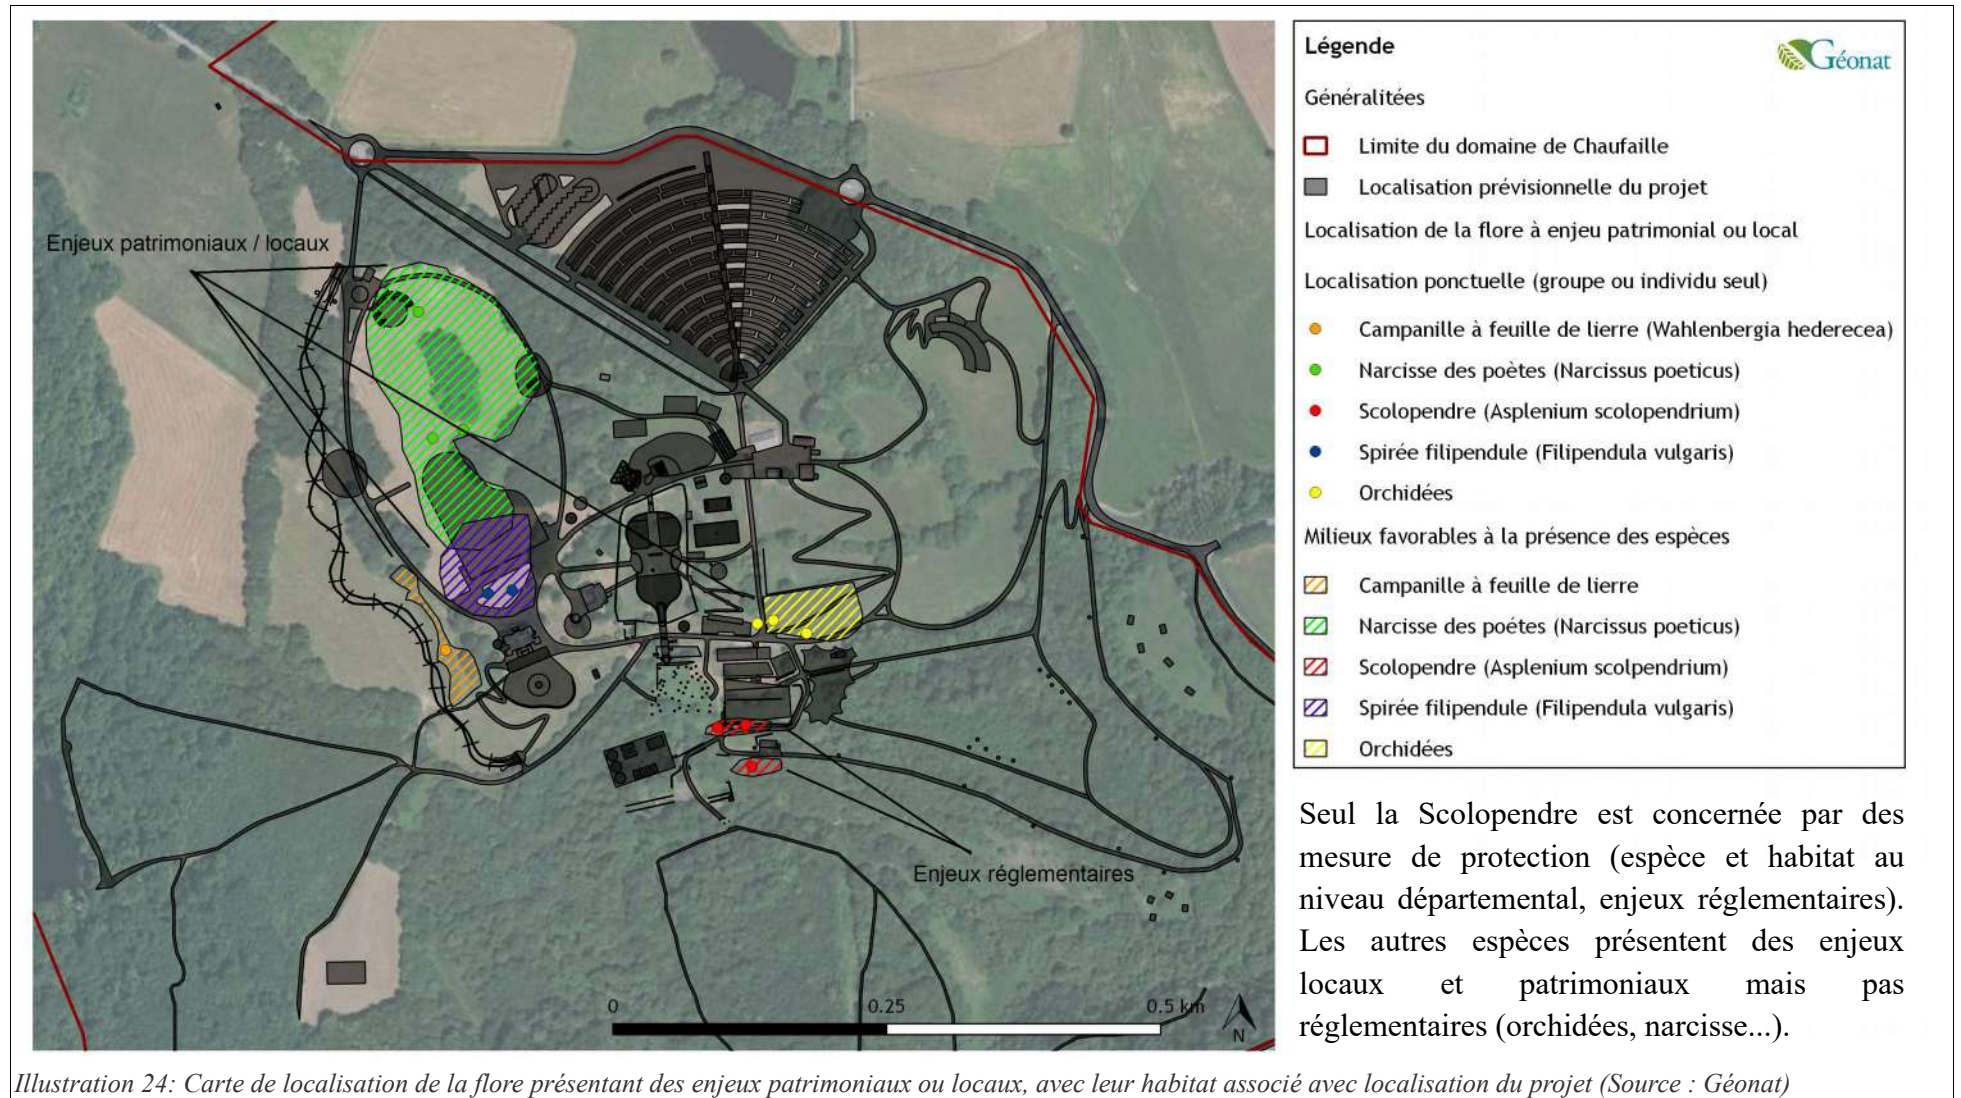 Enjeux patrimoniaux / locaux
Enjeux réglementaires
0
0.25
0.5 km
N
Légende
Géonat
Généralitées
Limite du domaine de Chaufaille
Localisation prévisionnelle du projet
Localisation de la flore à enjeu patrimonial ou local
Localisation ponctuelle (groupe ou individu seul)
Campanille à feuille de lierre (Wahlenbergia hederecea)
Narcisse des poètes (Narcissus poeticus)
Scolopendre (Asplenium scolopendrium)
Spirée filipendule (Filipendula vulgaris)
Orchidées
Milieux favorables à la présence des espèces
Campanille à feuille de lierre
Narcisse des poétes (Narcissus poeticus)
Scolopendre (Asplenium scolpendrium)
Spirée filipendule (Filipendula vulgaris)
Orchidées
Seul la Scolopendre est concernée par des
mesure de protection (espèce et habitat au
niveau départemental, enjeux réglementaires).
Les autres espèces présentent des enjeux
locaux et patrimoniaux mais pas
réglementaires (orchidées, narcisse...).
Illustration 24: Carte de localisation de la flore présentant des enjeux patrimoniaux ou locaux, avec leur habitat associé avec localisation du projet (Source : Géonat)